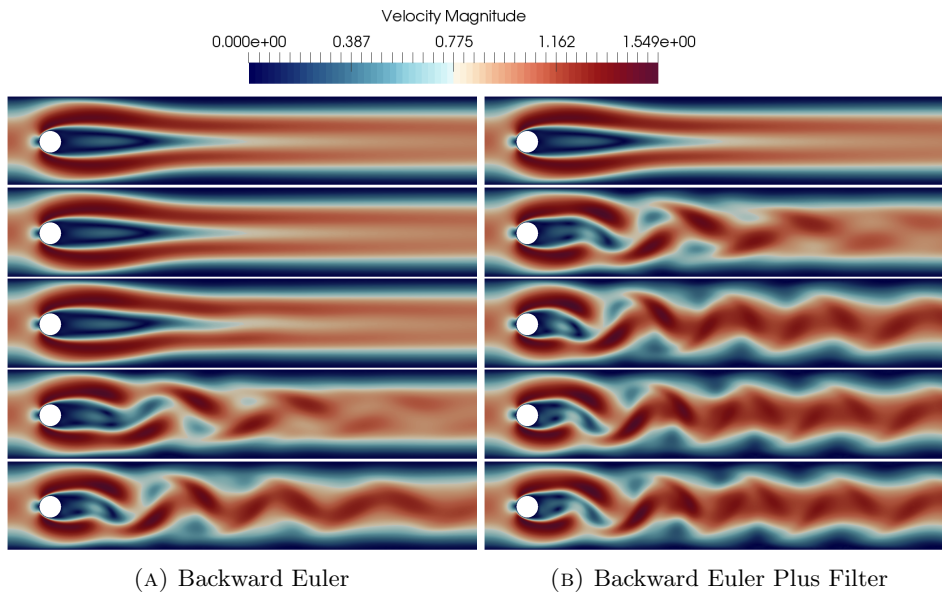 Velocity Magnitude
0.000e+00 0.387 0.775 1.162 1.549e+00
(A) Backward Euler
(B) Backward Euler Plus Filter